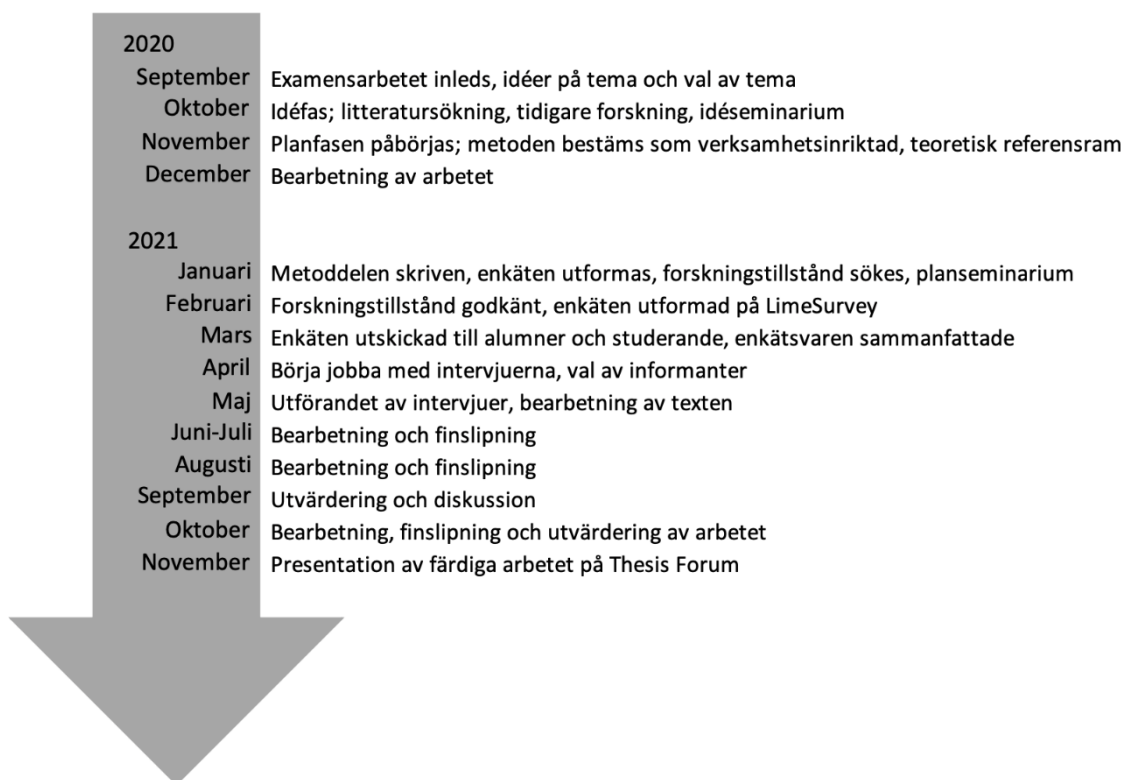 2020
September Examensarbetet inleds, idéer på tema och val av tema
Oktober Idéfas; litteratursökning, tidigare forskning, idéseminarium
November Planfasen påbörjas; metoden bestäms som verksamhetsinriktad, teoretisk referensram
December Bearbetning av arbetet
2021
Januari Metoddelen skriven, enkäten utformas, forskningstillstånd sökes, planseminarium
Februari Forskningstillstånd godkänt, enkäten utformad på LimeSurvey
Mars Enkäten utskickad till alumner och studerande, enkätsvaren sammanfattade
April Börja jobba med intervjuerna, val av informanter
Maj Utförandet av intervjuer, bearbetning av texten
Juni-Juli Bearbetning och finslipning
Augusti Bearbetning och finslipning
September Utvärdering och diskussion
Oktober Bearbetning, finslipning och utvärdering av arbetet
November Presentation av färdiga arbetet på Thesis Forum